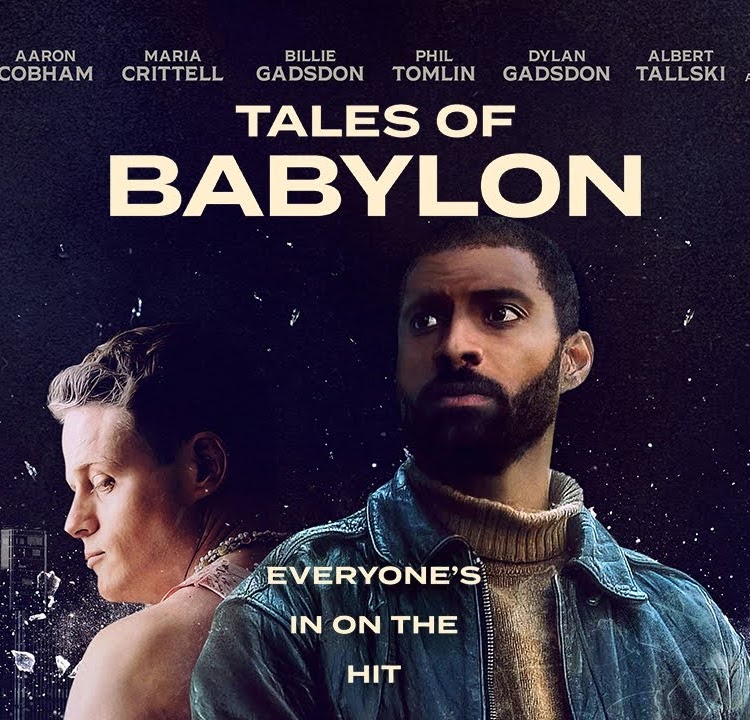 AARON MARIA BILLIE PHIL DYLAN ALBERT
COBHAM CRITTELL GADSDON TOMLIN GADSDON TALLSKI
TALES OF
BABYLON
EVERYONE'S
IN ON THE
HIT